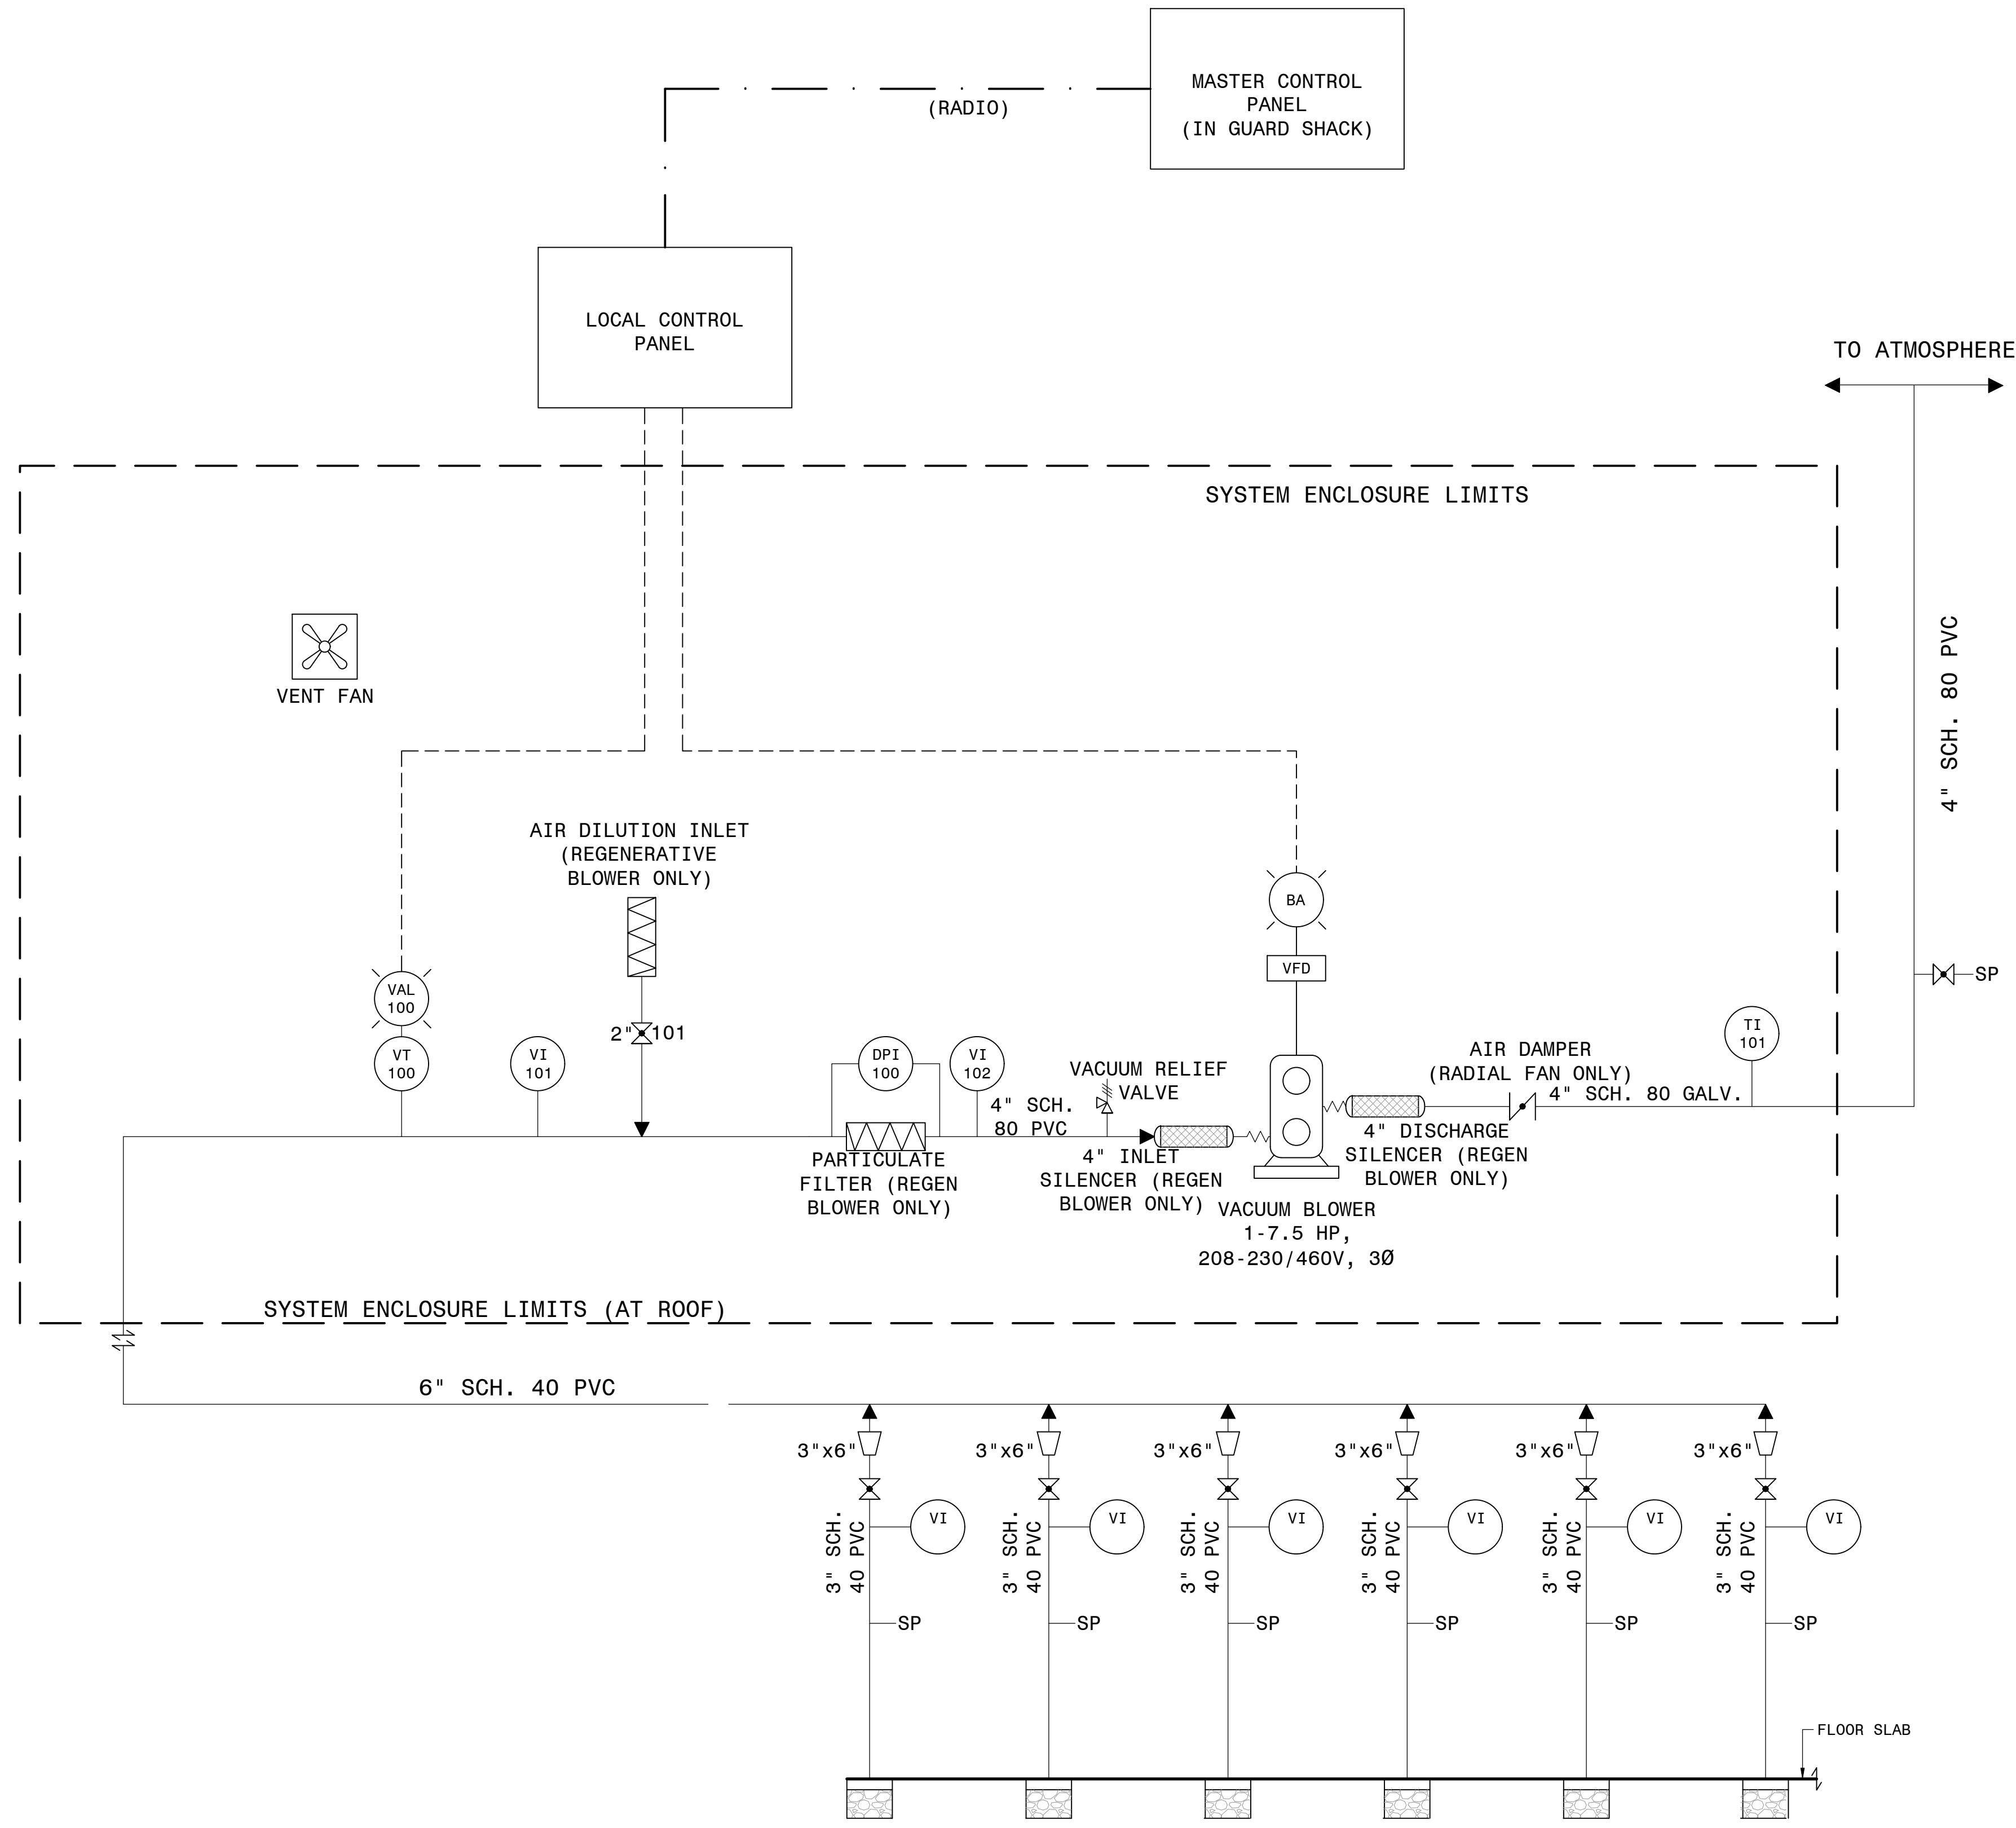 MASTER CONTROL
PANEL
(IN GUARD SHACK)
(RADIO)
LOCAL CONTROL
PANEL
TO ATMOSPHERE
SYSTEM ENCLOSURE LIMITS
VENT FAN
4" SCH. 80 PVC
AIR DILUTION INLET
(REGENERATIVE
BLOWER ONLY)
BA
VFD
SP
VAL
100
VT
100
VI
101
2" 101
DPI
100
VI
102
4" SCH.
80 PVC
VACUUM RELIEF
VALVE
AIR DAMPER
(RADIAL FAN ONLY)
4" SCH. 80 GALV.
TI
101
PARTICULATE
FILTER (REGEN
BLOWER ONLY)
4" INLET
SILENCER (REGEN
BLOWER ONLY)
4" DISCHARGE
SILENCER (REGEN
BLOWER ONLY)
VACUUM BLOWER
1-7.5 HP,
208-230/460V, 3Ø
SYSTEM ENCLOSURE LIMITS (AT ROOF)
6" SCH. 40 PVC
3"x6"
3"x6"
3"x6"
3"x6"
3"x6"
3"x6"
VI
VI
VI
VI
VI
VI
3" SCH.
40 PVC
3" SCH.
40 PVC
3" SCH.
40 PVC
3" SCH.
40 PVC
3" SCH.
40 PVC
3" SCH.
40 PVC
SP
SP
SP
SP
SP
SP
FLOOR SLAB